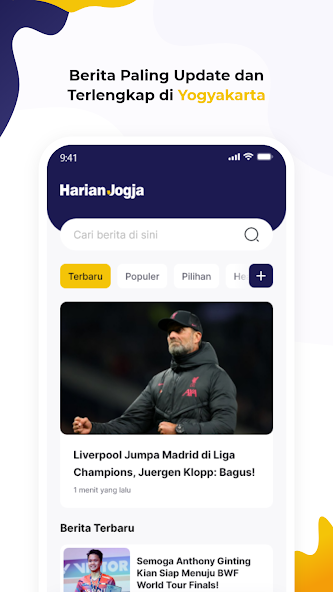 Berita Paling Update dan
Terlengkap di Yogyakarta
9:41
Harian Jogja
Cari berita di sini
Terbaru
Populer
Pilihan
He
+
Liverpool Jumpa Madrid di Liga
Champions, Juergen Klopp: Bagus!
1 menit yang lalu
Berita Terbaru
Semoga Anthony Ginting
Kian Siap Menuju BWF
World Tour Finals!